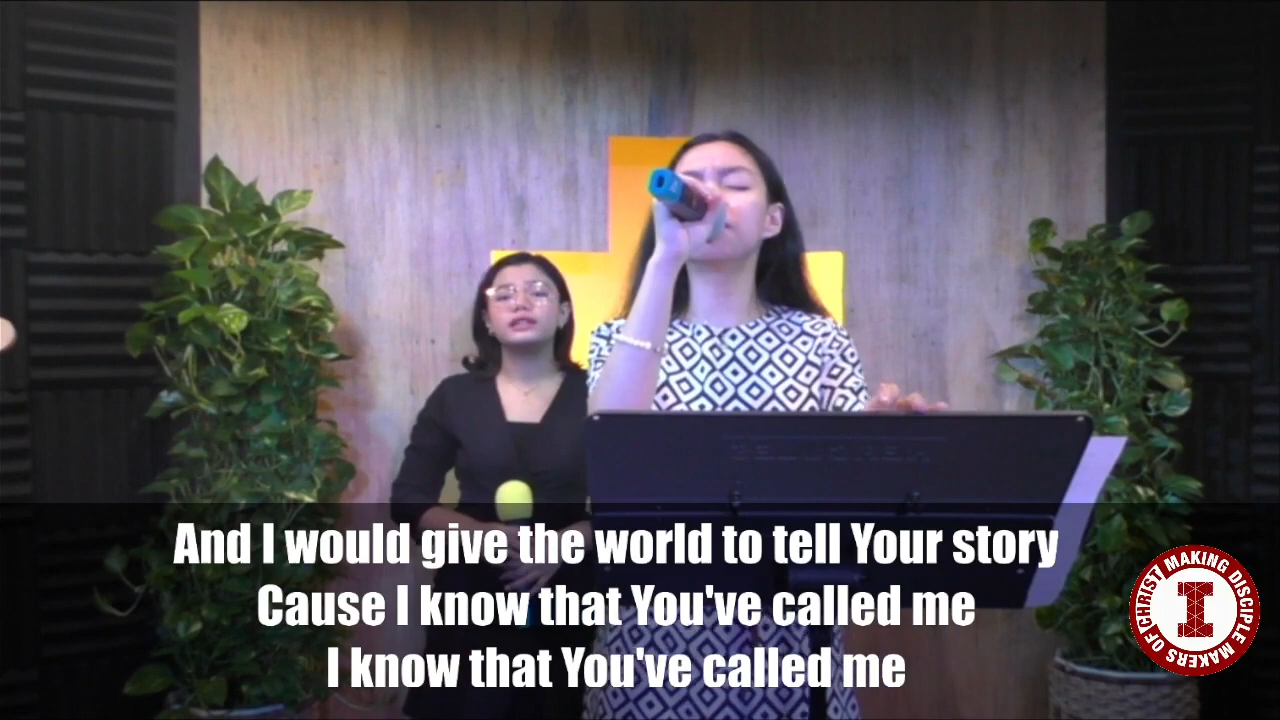 And I would give the world to tell Your story
Cause I know that You've called me
I know that You've called me
MAKING DISCIPLE MAKERS OF CHRIST
I